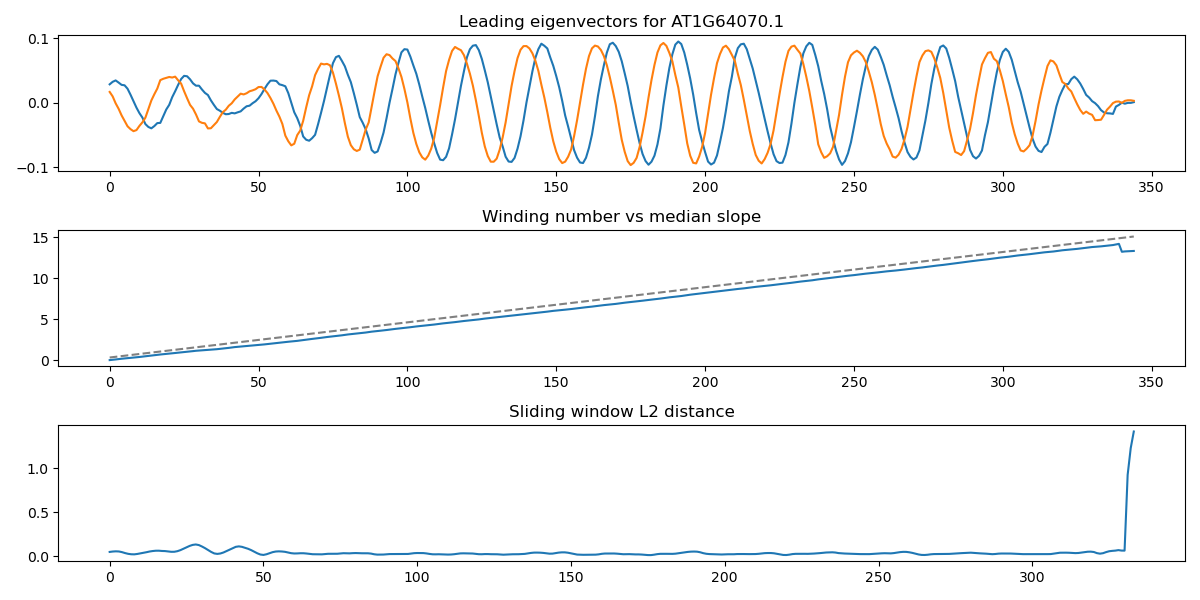 Leading eigenvectors for AT1G64070.1
0.1
0.0
−0.1
0 50 100 150 200 250 300 350
Winding number vs median slope
15
10
5
0
0 50 100 150 200 250 300 350
Sliding window L2 distance
1.0
0.5
0.0
0 50 100 150 200 250 300